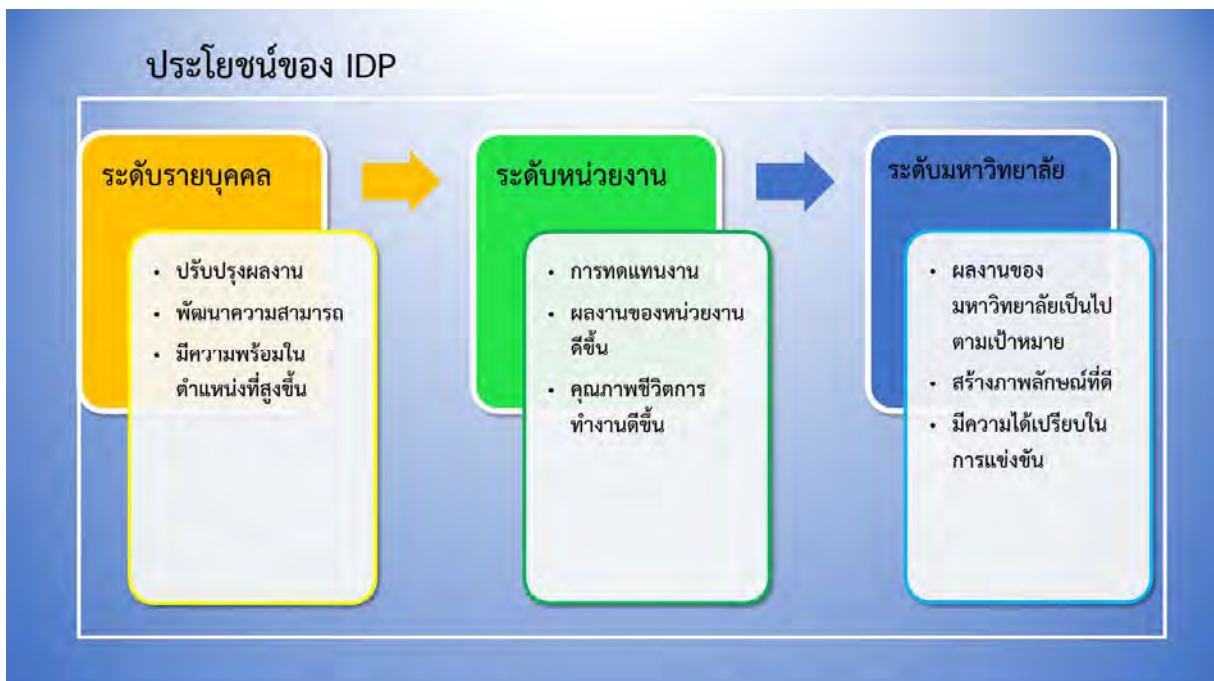 ประโยชน์ของ IDP
ระดับรายบุคคล
• ปรับปรุงผลงาน
• พัฒนาความสามารถ
• มีความพร้อมใน
ตำแหน่งที่สูงขึ้น
ระดับหน่วยงาน
• การทดแทนงาน
• ผลงานของหน่วยงาน
ดีขึ้น
• คุณภาพชีวิตการ
ทำงานดีขึ้น
ระดับมหาวิทยาลัย
• ผลงานของ
มหาวิทยาลัยเป็นไป
ตามเป้าหมาย
• สร้างภาพลักษณ์ที่ดี
• มีความได้เปรียบใน
การแข่งขัน